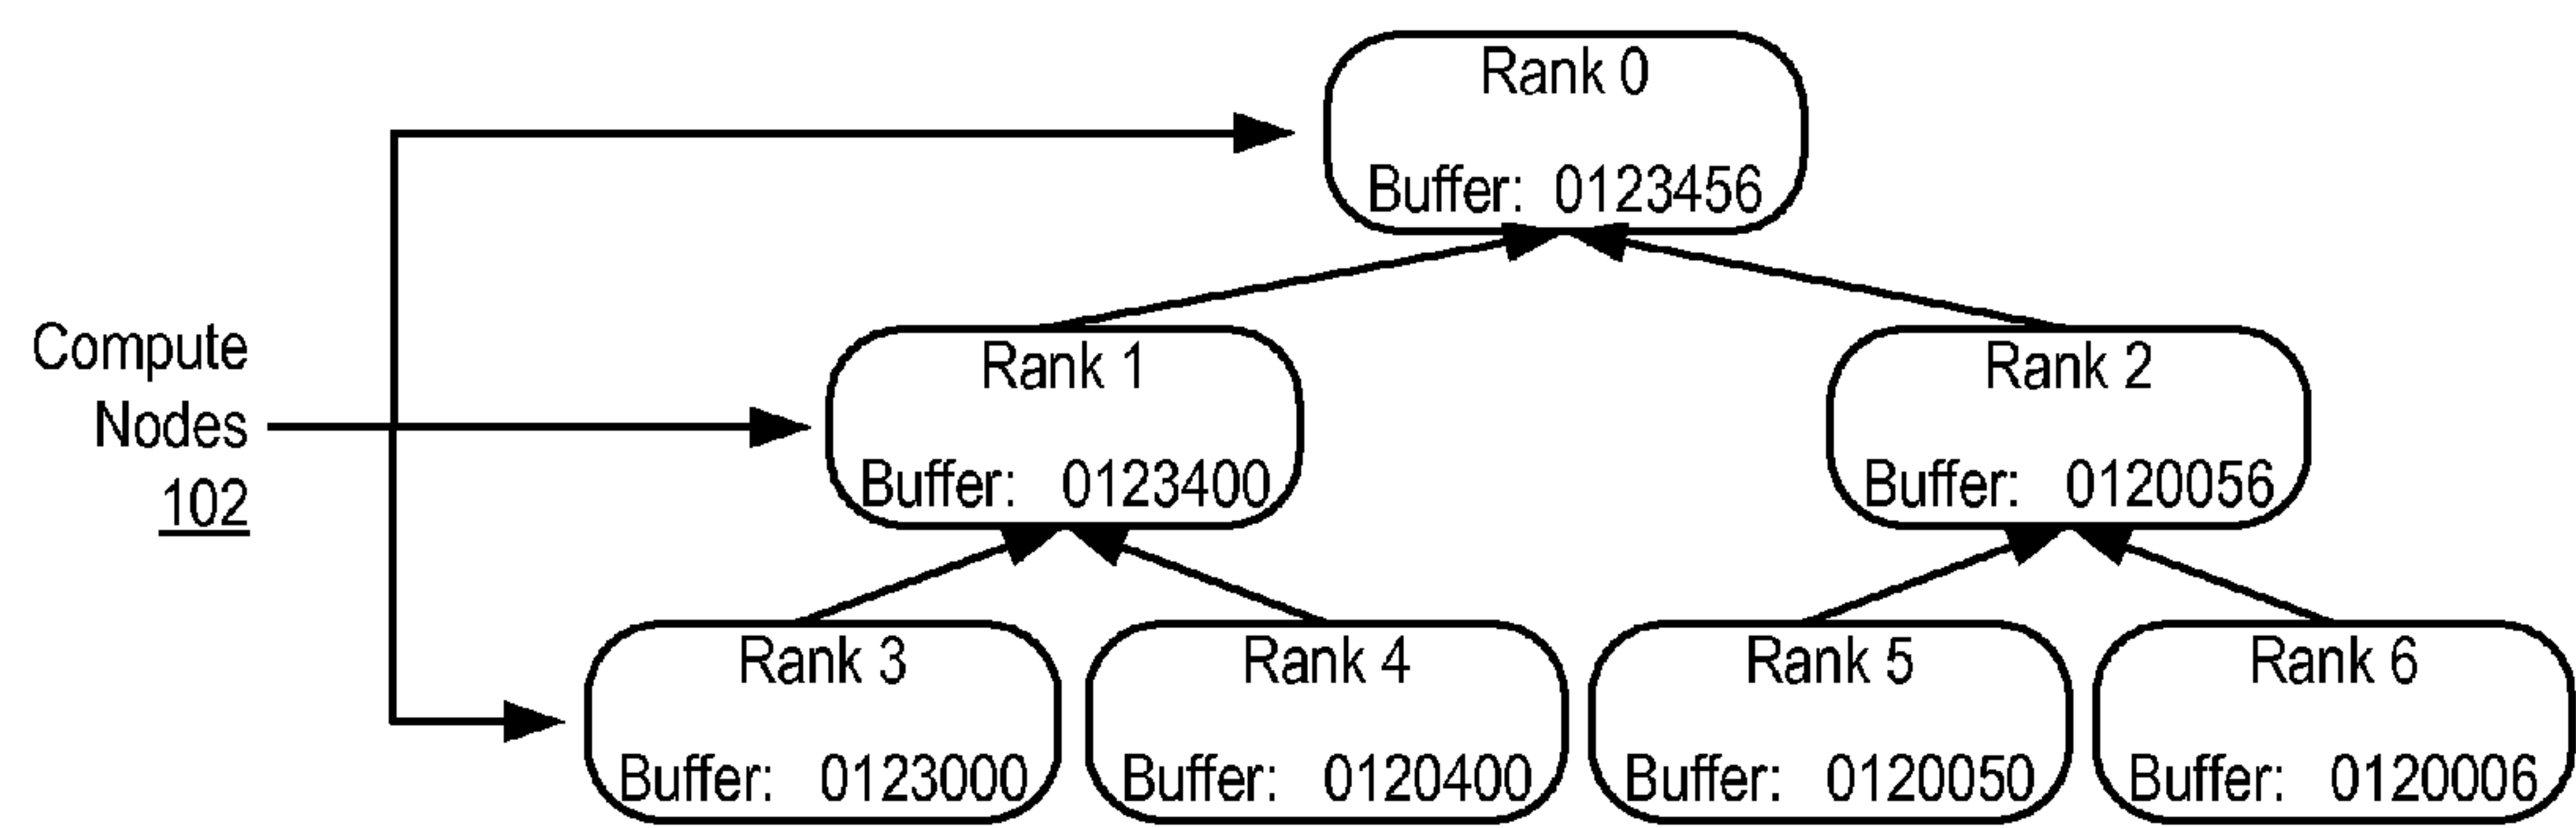 Rank 0
Buffer: 0123456
Compute
Nodes
102
Rank 1
Buffer: 0123400
Rank 2
Buffer: 0120056
Rank 3
Buffer: 0123000
Rank 4
Buffer: 0120400
Rank 5
Buffer: 0120050
Rank 6
Buffer: 0120006